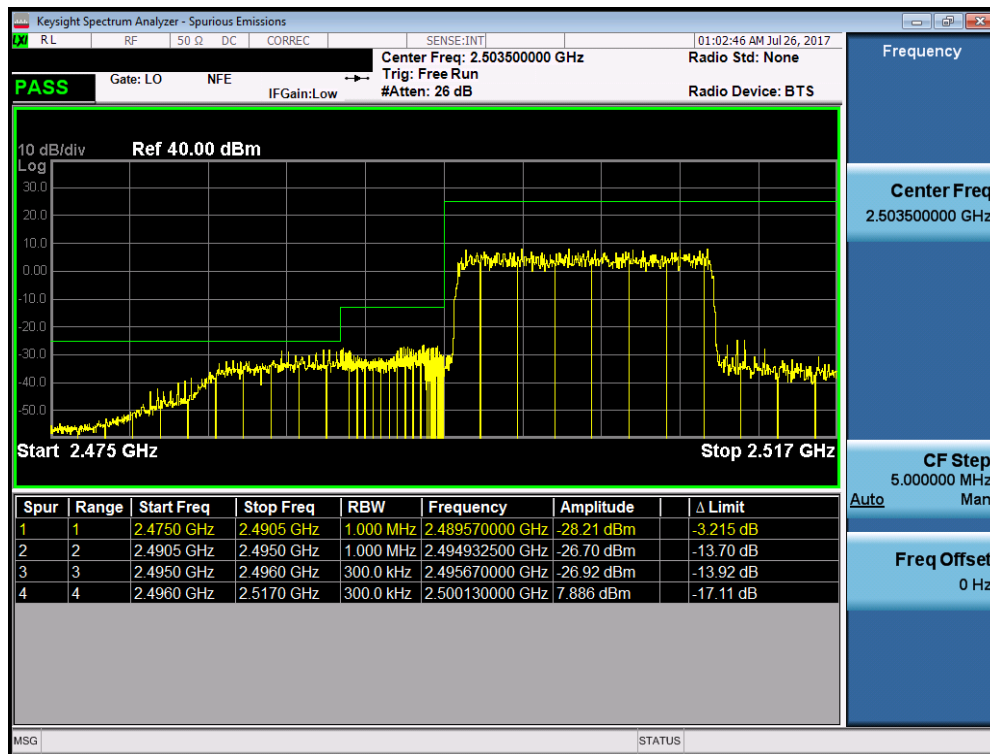 Keysight Spectrum Analyzer - Spurious Emissions
LXI RL RF 50 Ω DC CORREC SENSE:INT 01:02:46 AM Jul 26, 2017
Center Freq: 2.503500000 GHz Radio Std: None
Trig: Free Run
PASS Gate: LO NFE IFGain:Low #Atten: 26 dB Radio Device: BTS
Frequency
10 dB/div Ref 40.00 dBm
Log
30.0
20.0
10.0
0.00
-10.0
-20.0
-30.0
-40.0
-50.0
Start 2.475 GHz Stop 2.517 GHz
Center Freq
2.503500000 GHz
CF Step
5.000000 MHz
Auto Man
Freq Offset
0 Hz
Spur Range Start Freq Stop Freq RBW Frequency Amplitude Δ Limit
1 1 2.4750 GHz 2.4905 GHz 1.000 MHz 2.489570000 GHz -28.21 dBm -3.215 dB
2 2 2.4905 GHz 2.4950 GHz 1.000 MHz 2.494932500 GHz -26.70 dBm -13.70 dB
3 3 2.4950 GHz 2.4960 GHz 300.0 kHz 2.495670000 GHz -26.92 dBm -13.92 dB
4 4 2.4960 GHz 2.5170 GHz 300.0 kHz 2.500130000 GHz 7.886 dBm -17.11 dB
MSG STATUS